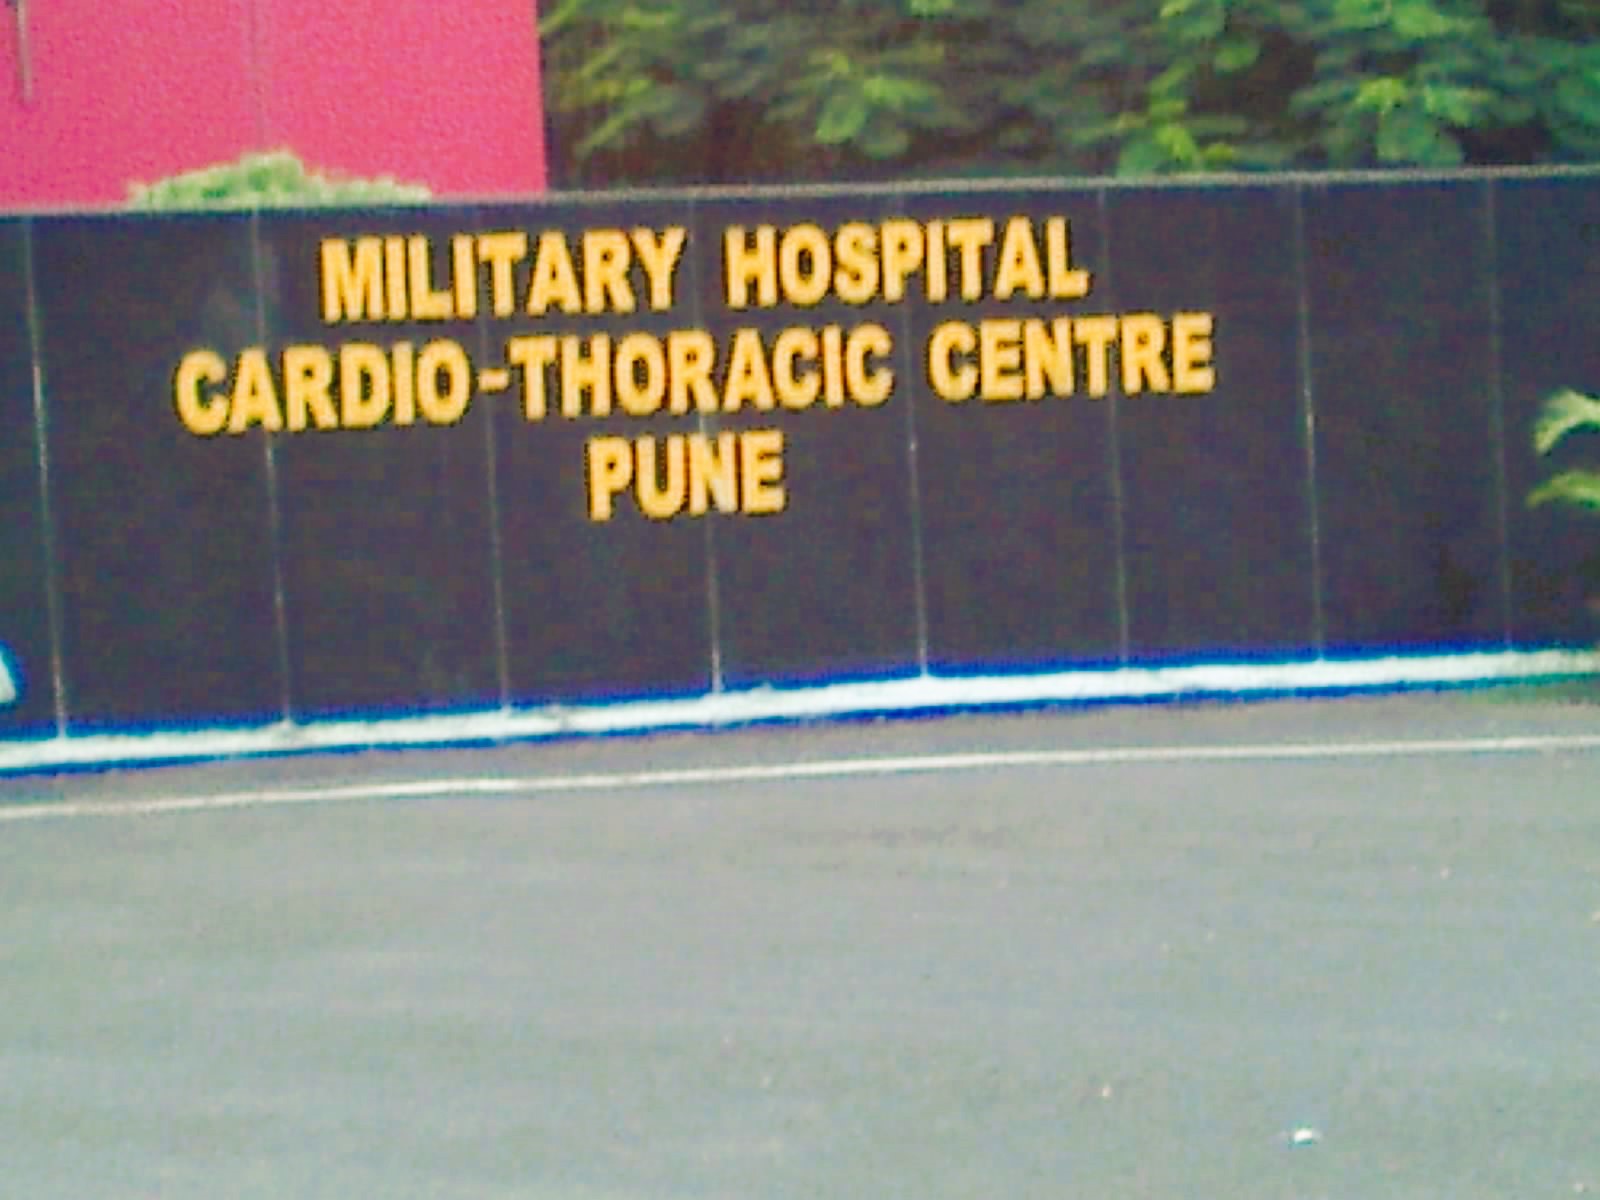 MILITARY HOSPITAL
CARDIO-THORACIC CENTRE
PUNE